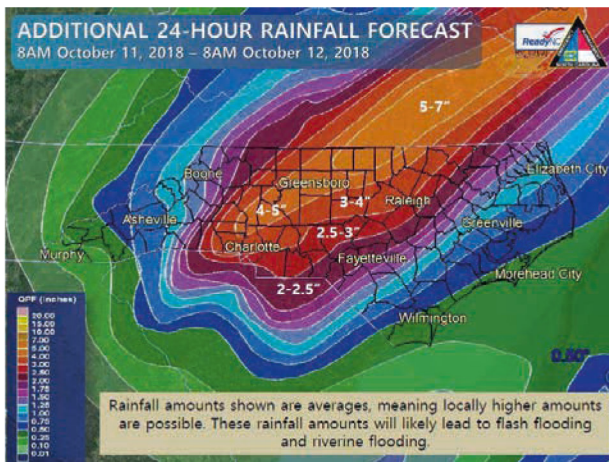 ADDITIONAL 24-HOUR RAINFALL FORECAST
8AM October 11, 2018 – 8AM October 12, 2018
ReadyNC
NORTH CAROLINA
5-7"
Boone
Greensboro
Elizabeth City
4-5"
3-4"
Raleigh
Asheville
Greenville
Murphy
Charlotte
2.5-3"
Fayetteville
Morehead City
2-2.5"
Wilmington
QPF (inches)
20.00
15.00
10.00
7.00
5.00
4.00
3.00
2.50
2.00
1.75
1.50
1.25
1.00
0.75
0.50
0.25
0.10
0.01
0.50"
Rainfall amounts shown are averages, meaning locally higher amounts
are possible. These rainfall amounts will likely lead to flash flooding
and riverine flooding.